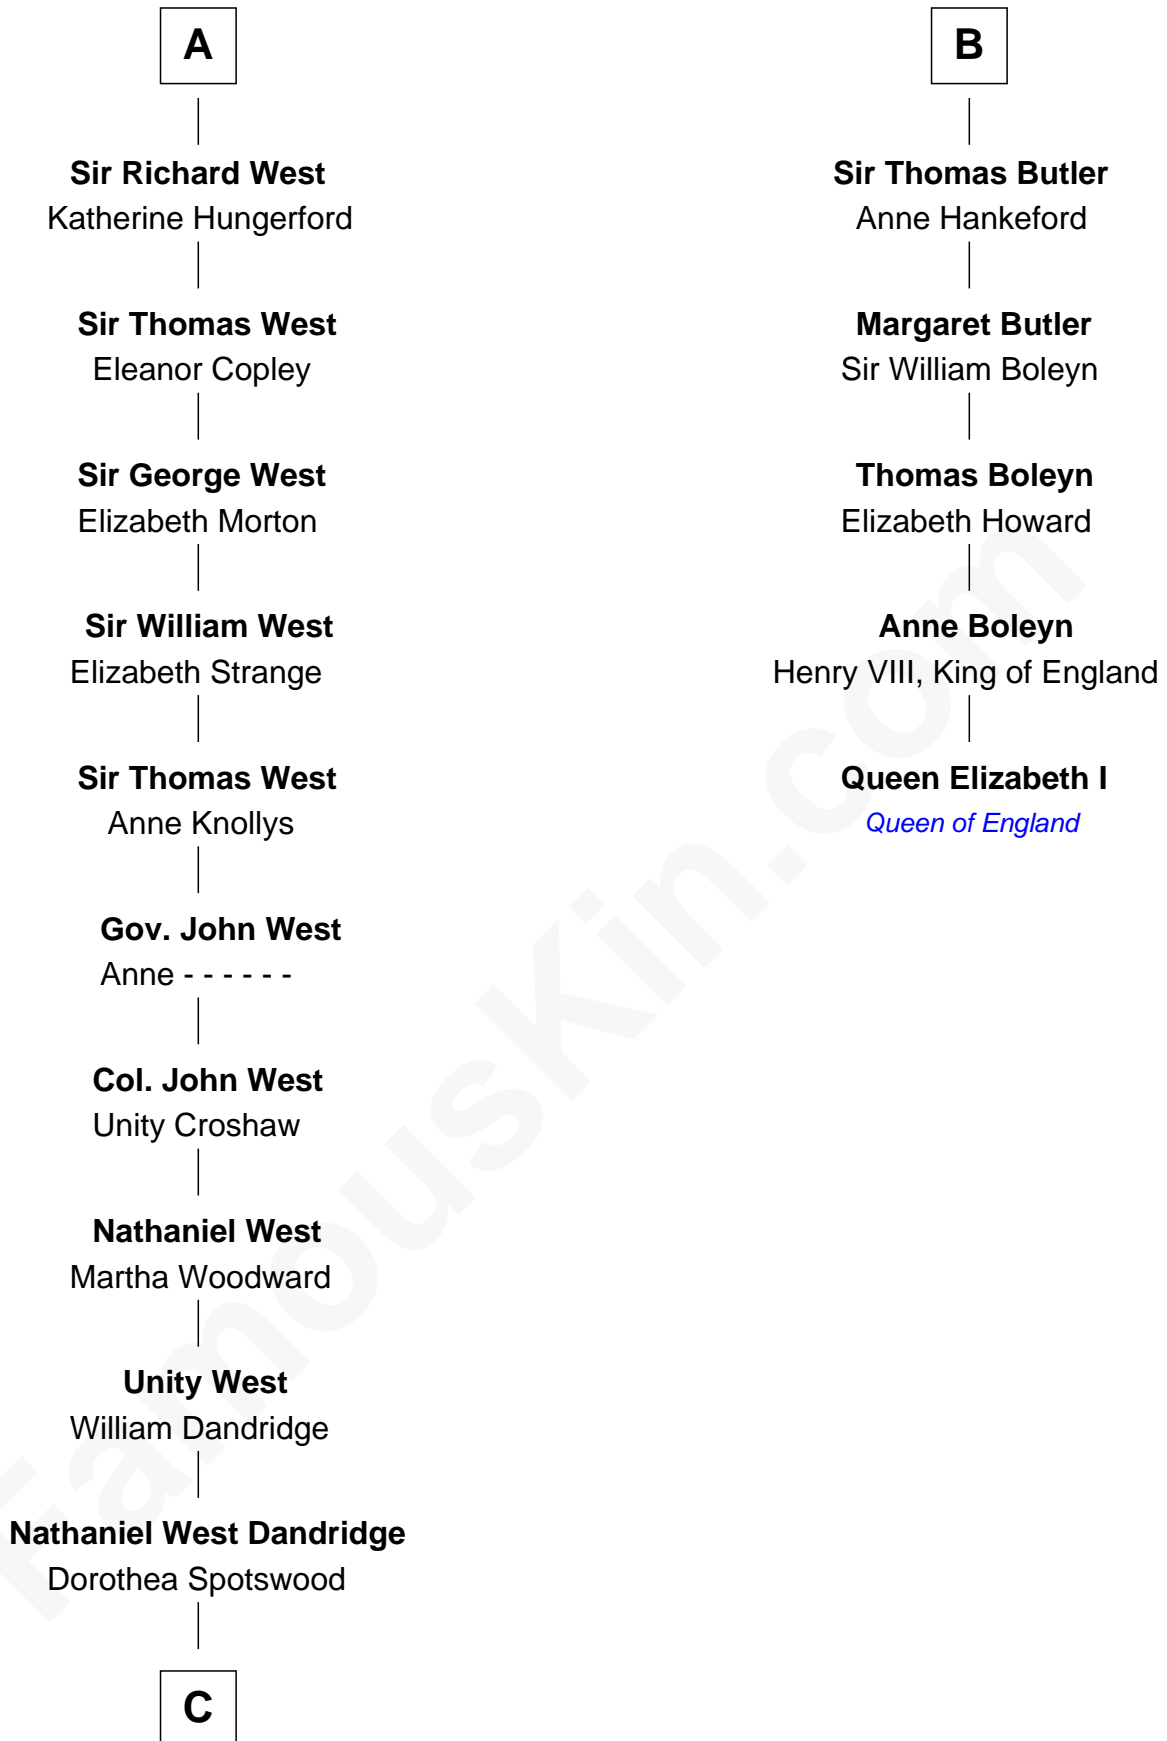 A
Sir Richard West
Katherine Hungerford
Sir Thomas West
Eleanor Copley
Sir George West
Elizabeth Morton
Sir William West
Elizabeth Strange
Sir Thomas West
Anne Knollys
Gov. John West
Anne - - - - - -
Col. John West
Unity Croshaw
Nathaniel West
Martha Woodward
Unity West
William Dandridge
Nathaniel West Dandridge
Dorothea Spotswood
C
B
Sir Thomas Butler
Anne Hankeford
Margaret Butler
Sir William Boleyn
Thomas Boleyn
Elizabeth Howard
Anne Boleyn
Henry VIII, King of England
Queen Elizabeth I
Queen of England
FamousKin.com